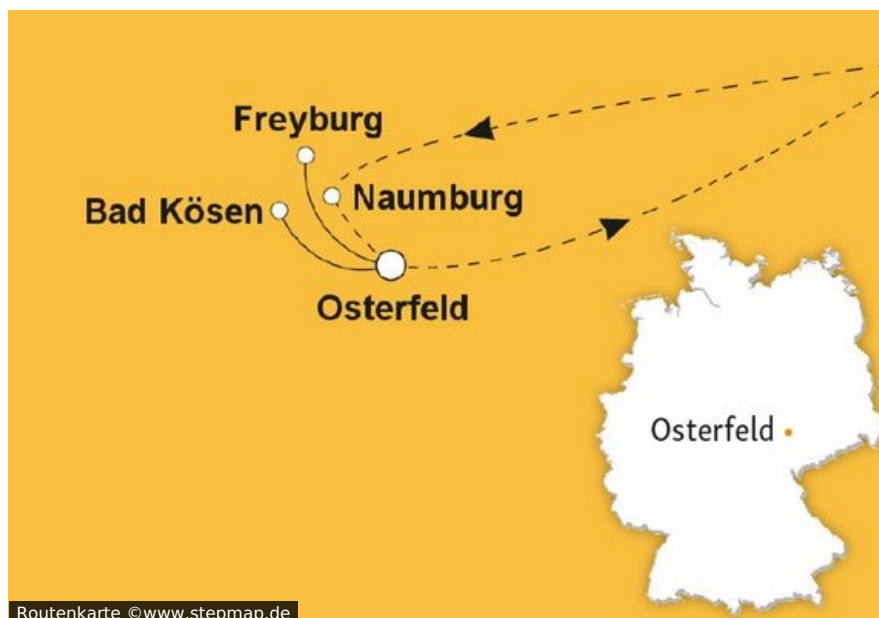 Freyburg
Naumburg
Bad Kösen
Osterfeld
Osterfeld
Routenkarte ©www.stepmap.de